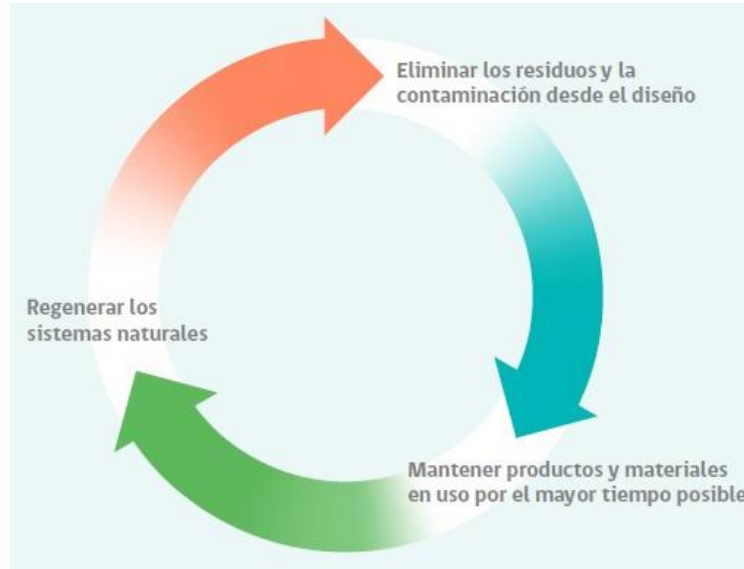 Eliminar los residuos y la
contaminación desde el diseño
Regenerar los
sistemas naturales
Mantener productos y materiales
en uso por el mayor tiempo posible